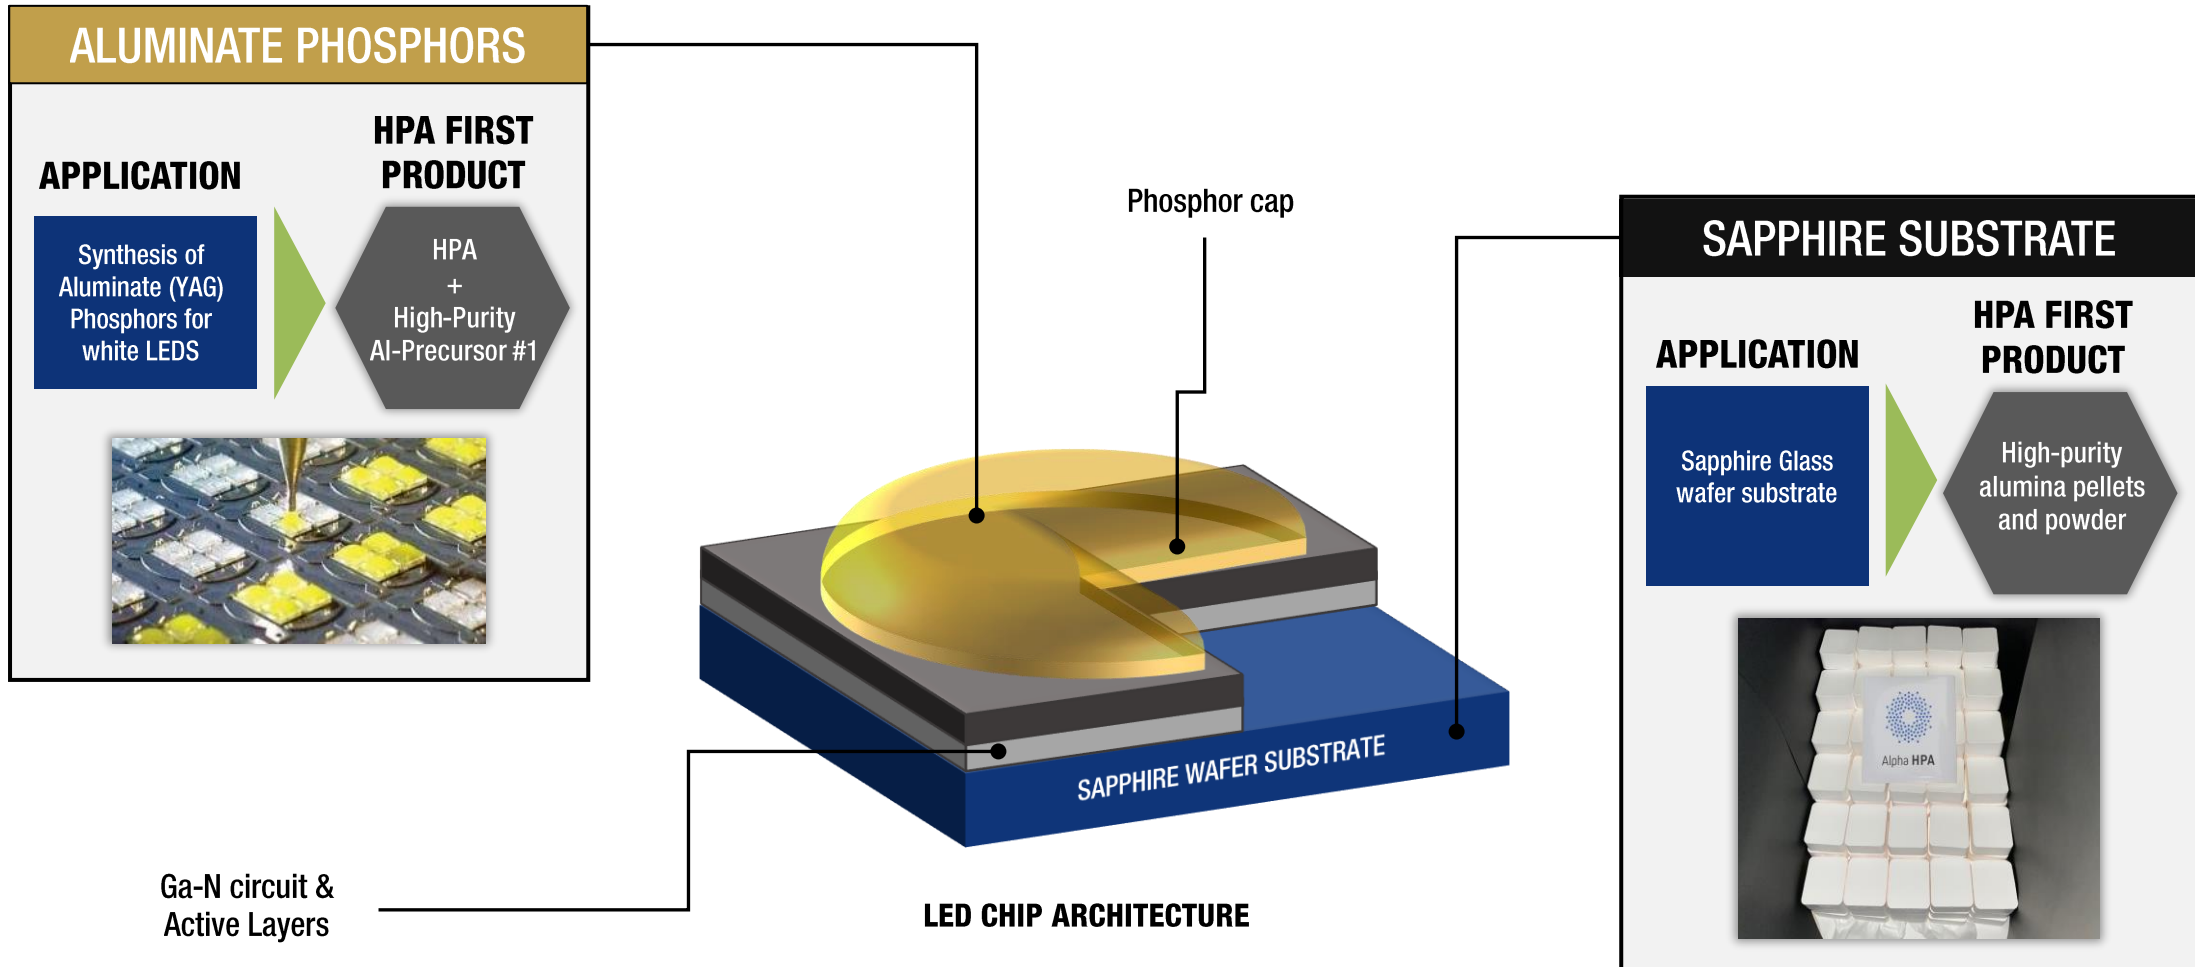 ALUMINATE PHOSPHORS
APPLICATION
HPA FIRST
PRODUCT
Synthesis of
Aluminate (YAG)
Phosphors for
white LEDS
HPA
+
High-Purity
Al-Precursor #1
Phosphor cap
SAPPHIRE SUBSTRATE
APPLICATION
HPA FIRST
PRODUCT
Sapphire Glass
wafer substrate
High-purity
alumina pellets
and powder
Alpha HPA
SAPPHIRE WAFER SUBSTRATE
Ga-N circuit &
Active Layers
LED CHIP ARCHITECTURE